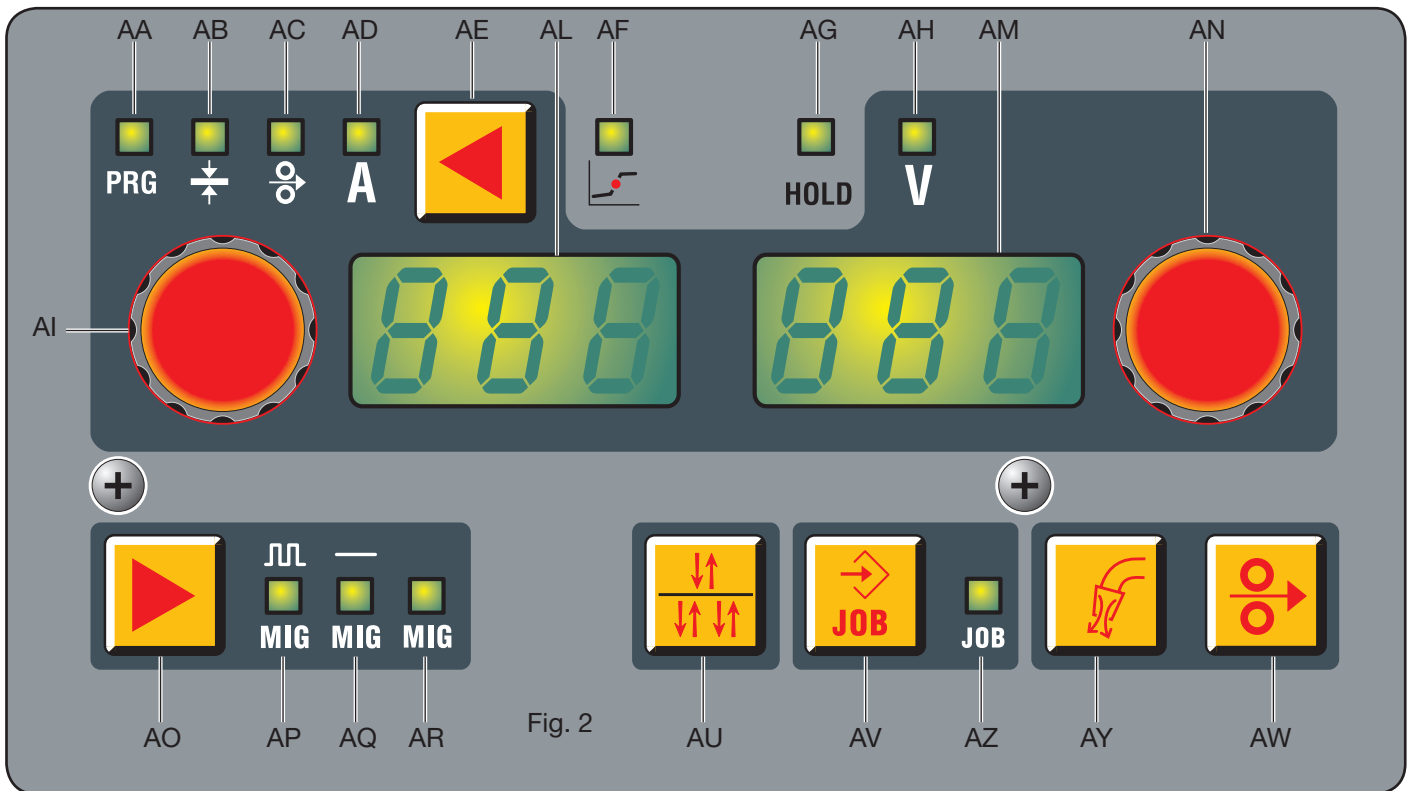 AA AB AC AD AE AL AF AG AH AM AN
PRG A HOLD V
AI
MIG MIG MIG JOB JOB
Fig. 2
AO AP AQ AR AU AV AZ AY AW